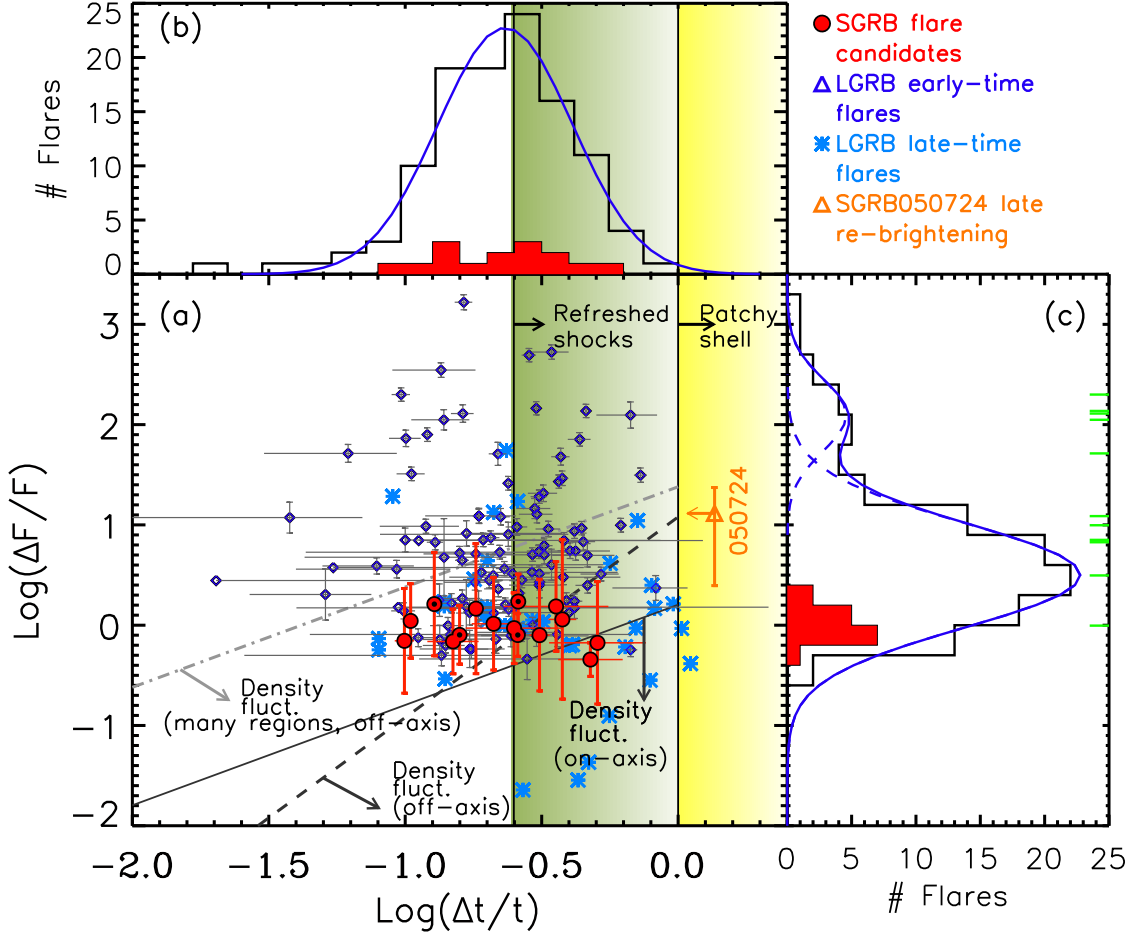 (b)
25
20
15
10
5
0
# Flares
SGRB flare
candidates
LGRB early-time
flares
LGRB late-time
flares
SGRB050724 late
re-brightening
(a)
Refreshed
shocks
Patchy
shell
(c)
3
2
1
0
-1
-2
Log(ΔF/F)
050724
Density
fluct.
(many regions, off-axis)
Density
fluct.
(on-axis)
Density
fluct.
(off-axis)
-2.0
-1.5
-1.0
-0.5
0.0
Log(Δt/t)
0
5
10
15
20
25
# Flares